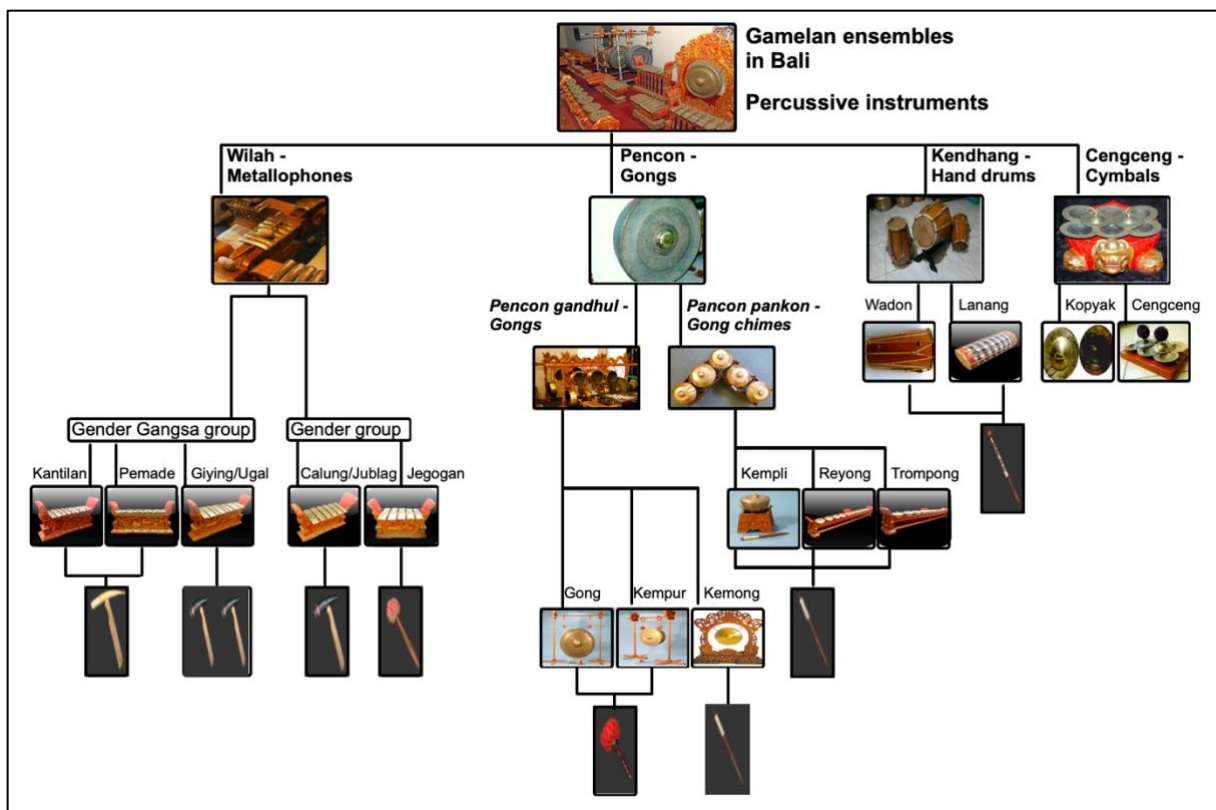 Gamelan ensembles
in Bali
Percussive instruments
Wilah -
Metallophones
Pencon -
Gongs
Kendhang -
Hand drums
Cengceng -
Cymbals
Pencon gandhul -
Gongs
Pancon pankon -
Gong chimes
Wadon
Lanang
Kopyak
Cengceng
Gender Gangsa group
Gender group
Kantilan
Pemade
Giying/Ugal
Calung/Jublag
Jegogan
Kempli
Reyong
Trompong
Gong
Kempur
Kemong